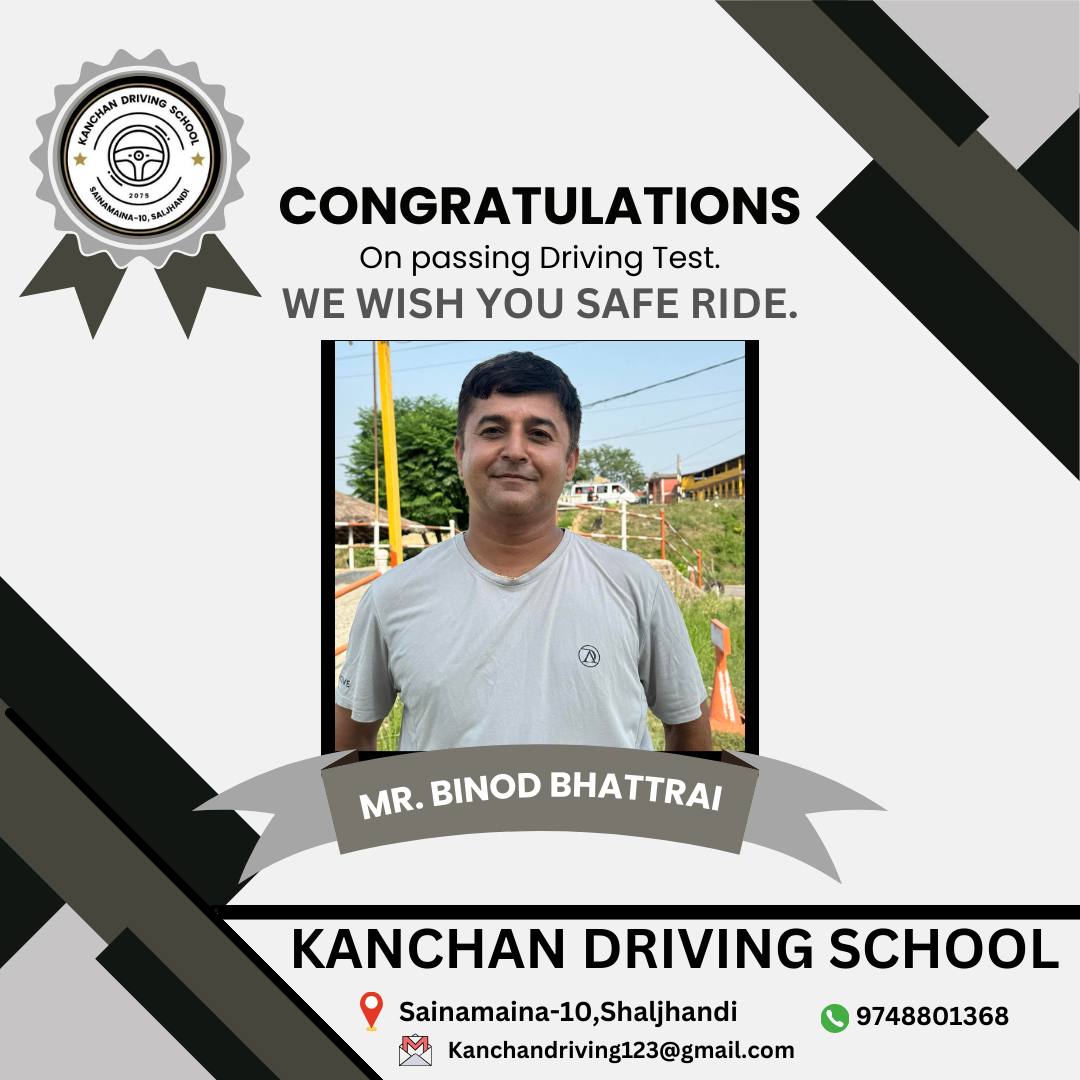 KANCHAN DRIVING SCHOOL
2075
SAINAMAINA-10, SALJHANDI
CONGRATULATIONS
On passing Driving Test.
WE WISH YOU SAFE RIDE.
MR. BINOD BHATTRAI
KANCHAN DRIVING SCHOOL
Sainamaina-10,Shaljhandi
9748801368
Kanchandriving123@gmail.com